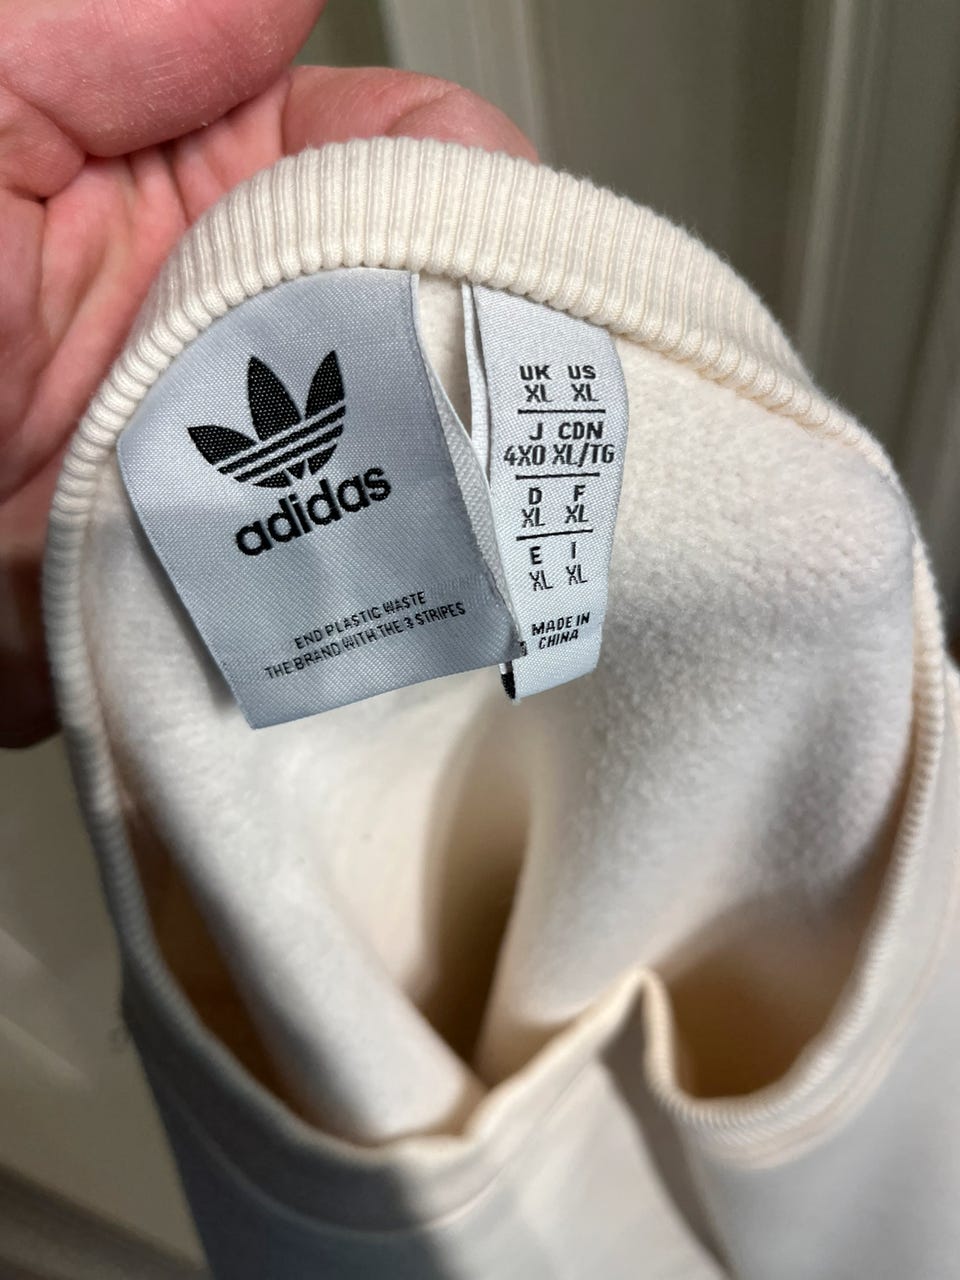 adidas
END PLASTIC WASTE
THE BRAND WITH THE 3 STRIPES
UK US
XL XL
J CDN
4XO XL/TG
D F
XL XL
E I
XL XL
MADE IN
CHINA